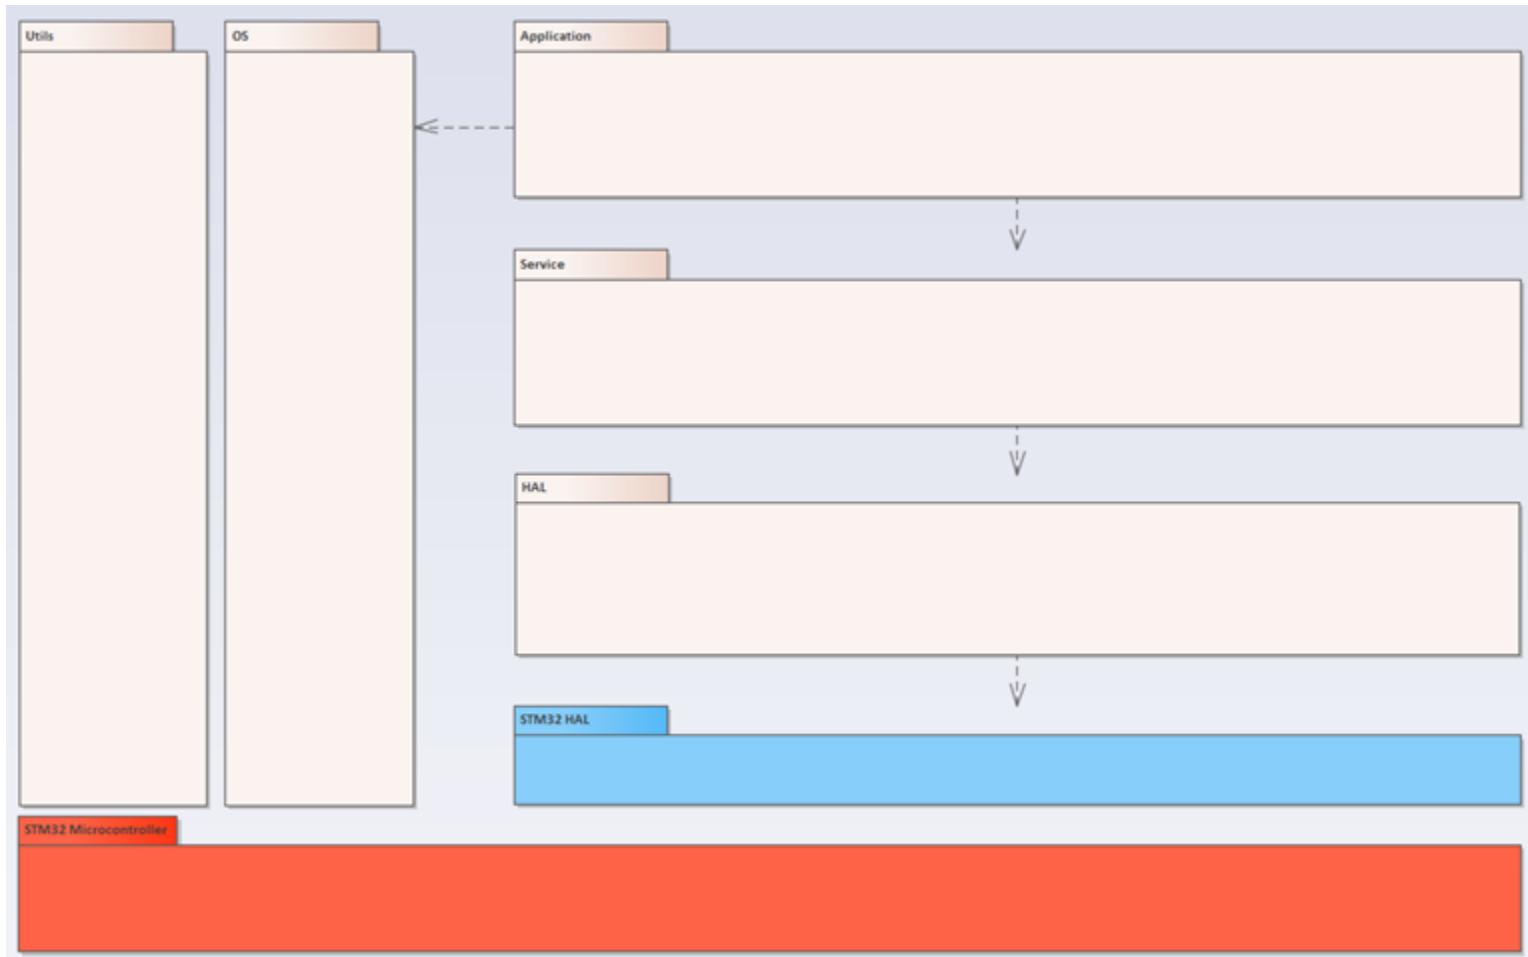 Utils
OS
Application
Service
HAL
STM32 HAL
STM32 Microcontroller